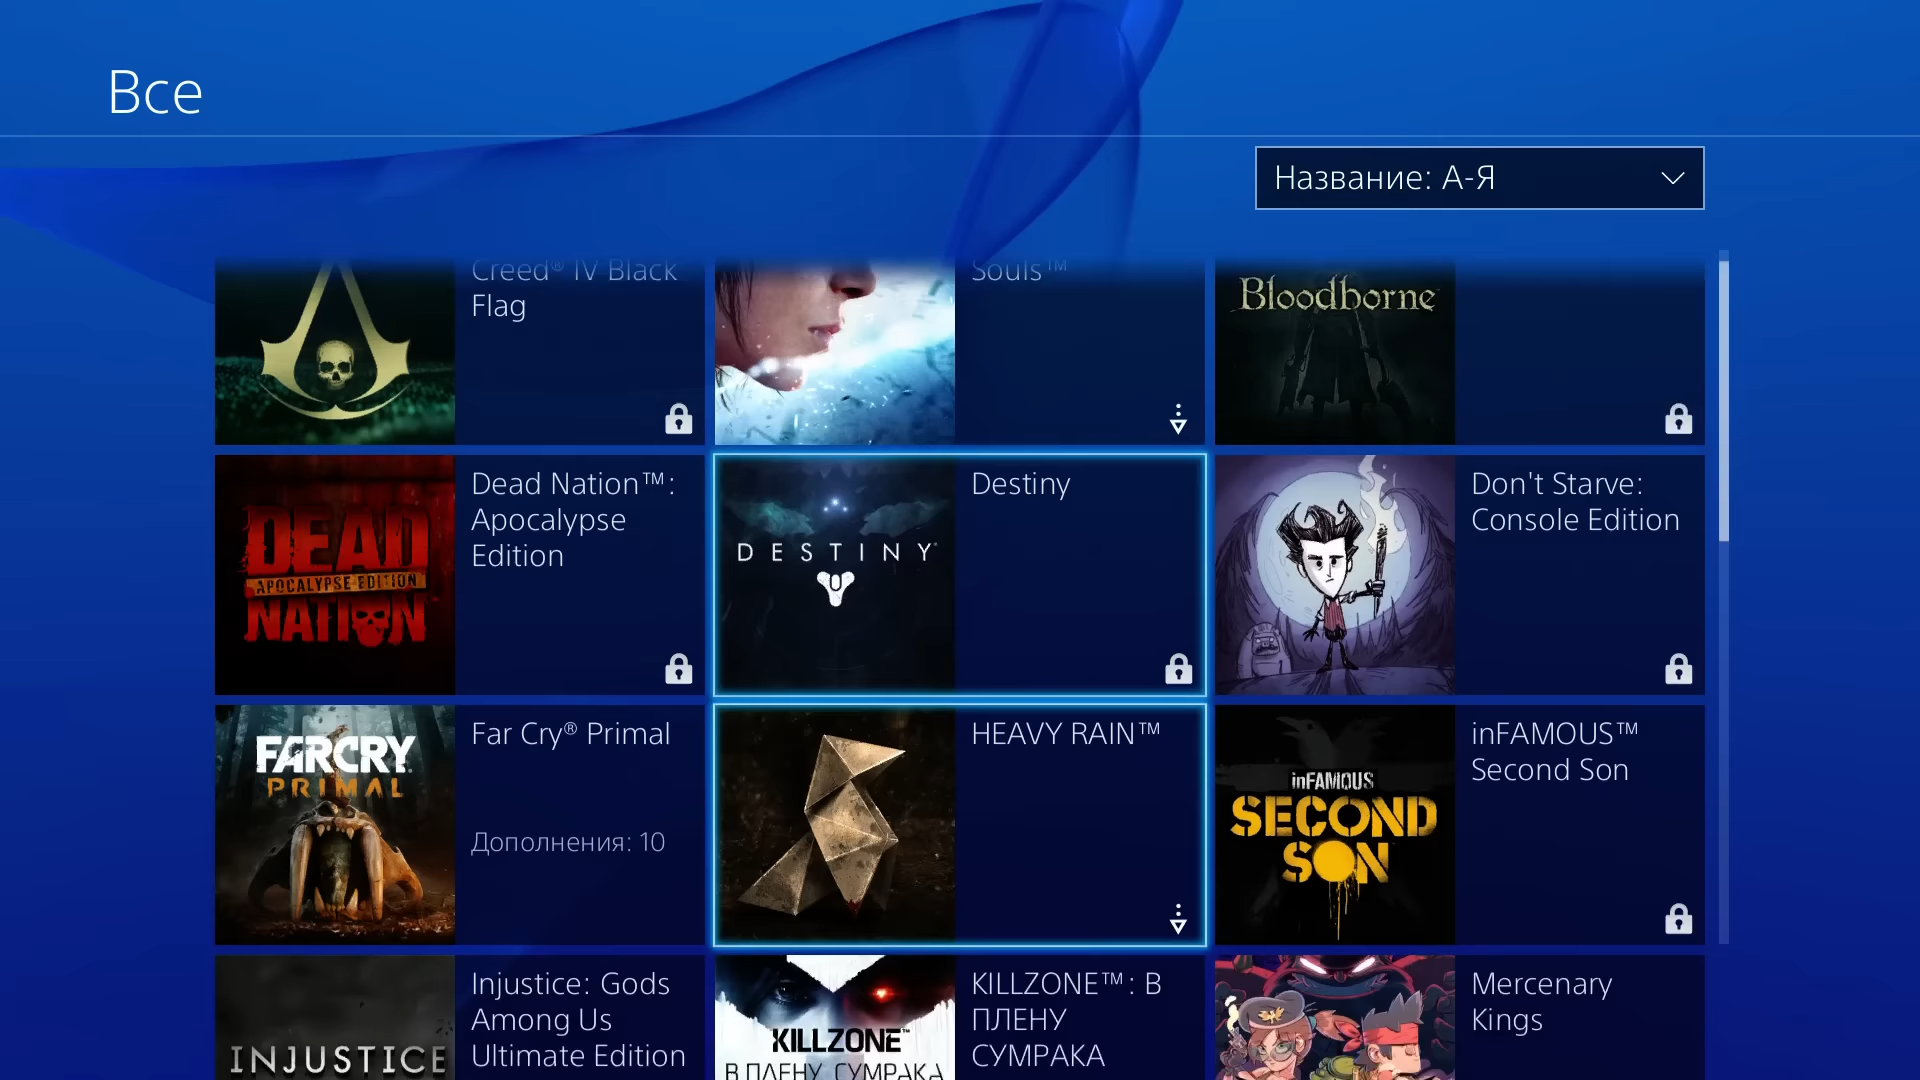 Все
Название: А-Я
Creed® IV Black
Flag
Souls™
Bloodborne
DEAD
APOCALYPSE EDITION
NATION
Dead Nation™:
Apocalypse
Edition
DESTINY
Destiny
Don't Starve:
Console Edition
FARCRY
PRIMAL
Far Cry® Primal
Дополнения: 10
HEAVY RAIN™
inFAMOUS
SECOND
SON
inFAMOUS™
Second Son
INJUSTICE
Injustice: Gods
Among Us
Ultimate Edition
KILLZONE™
В ПЛЕНУ СУМРАКА
KILLZONE™: В
ПЛЕНУ
СУМРАКА
Mercenary
Kings